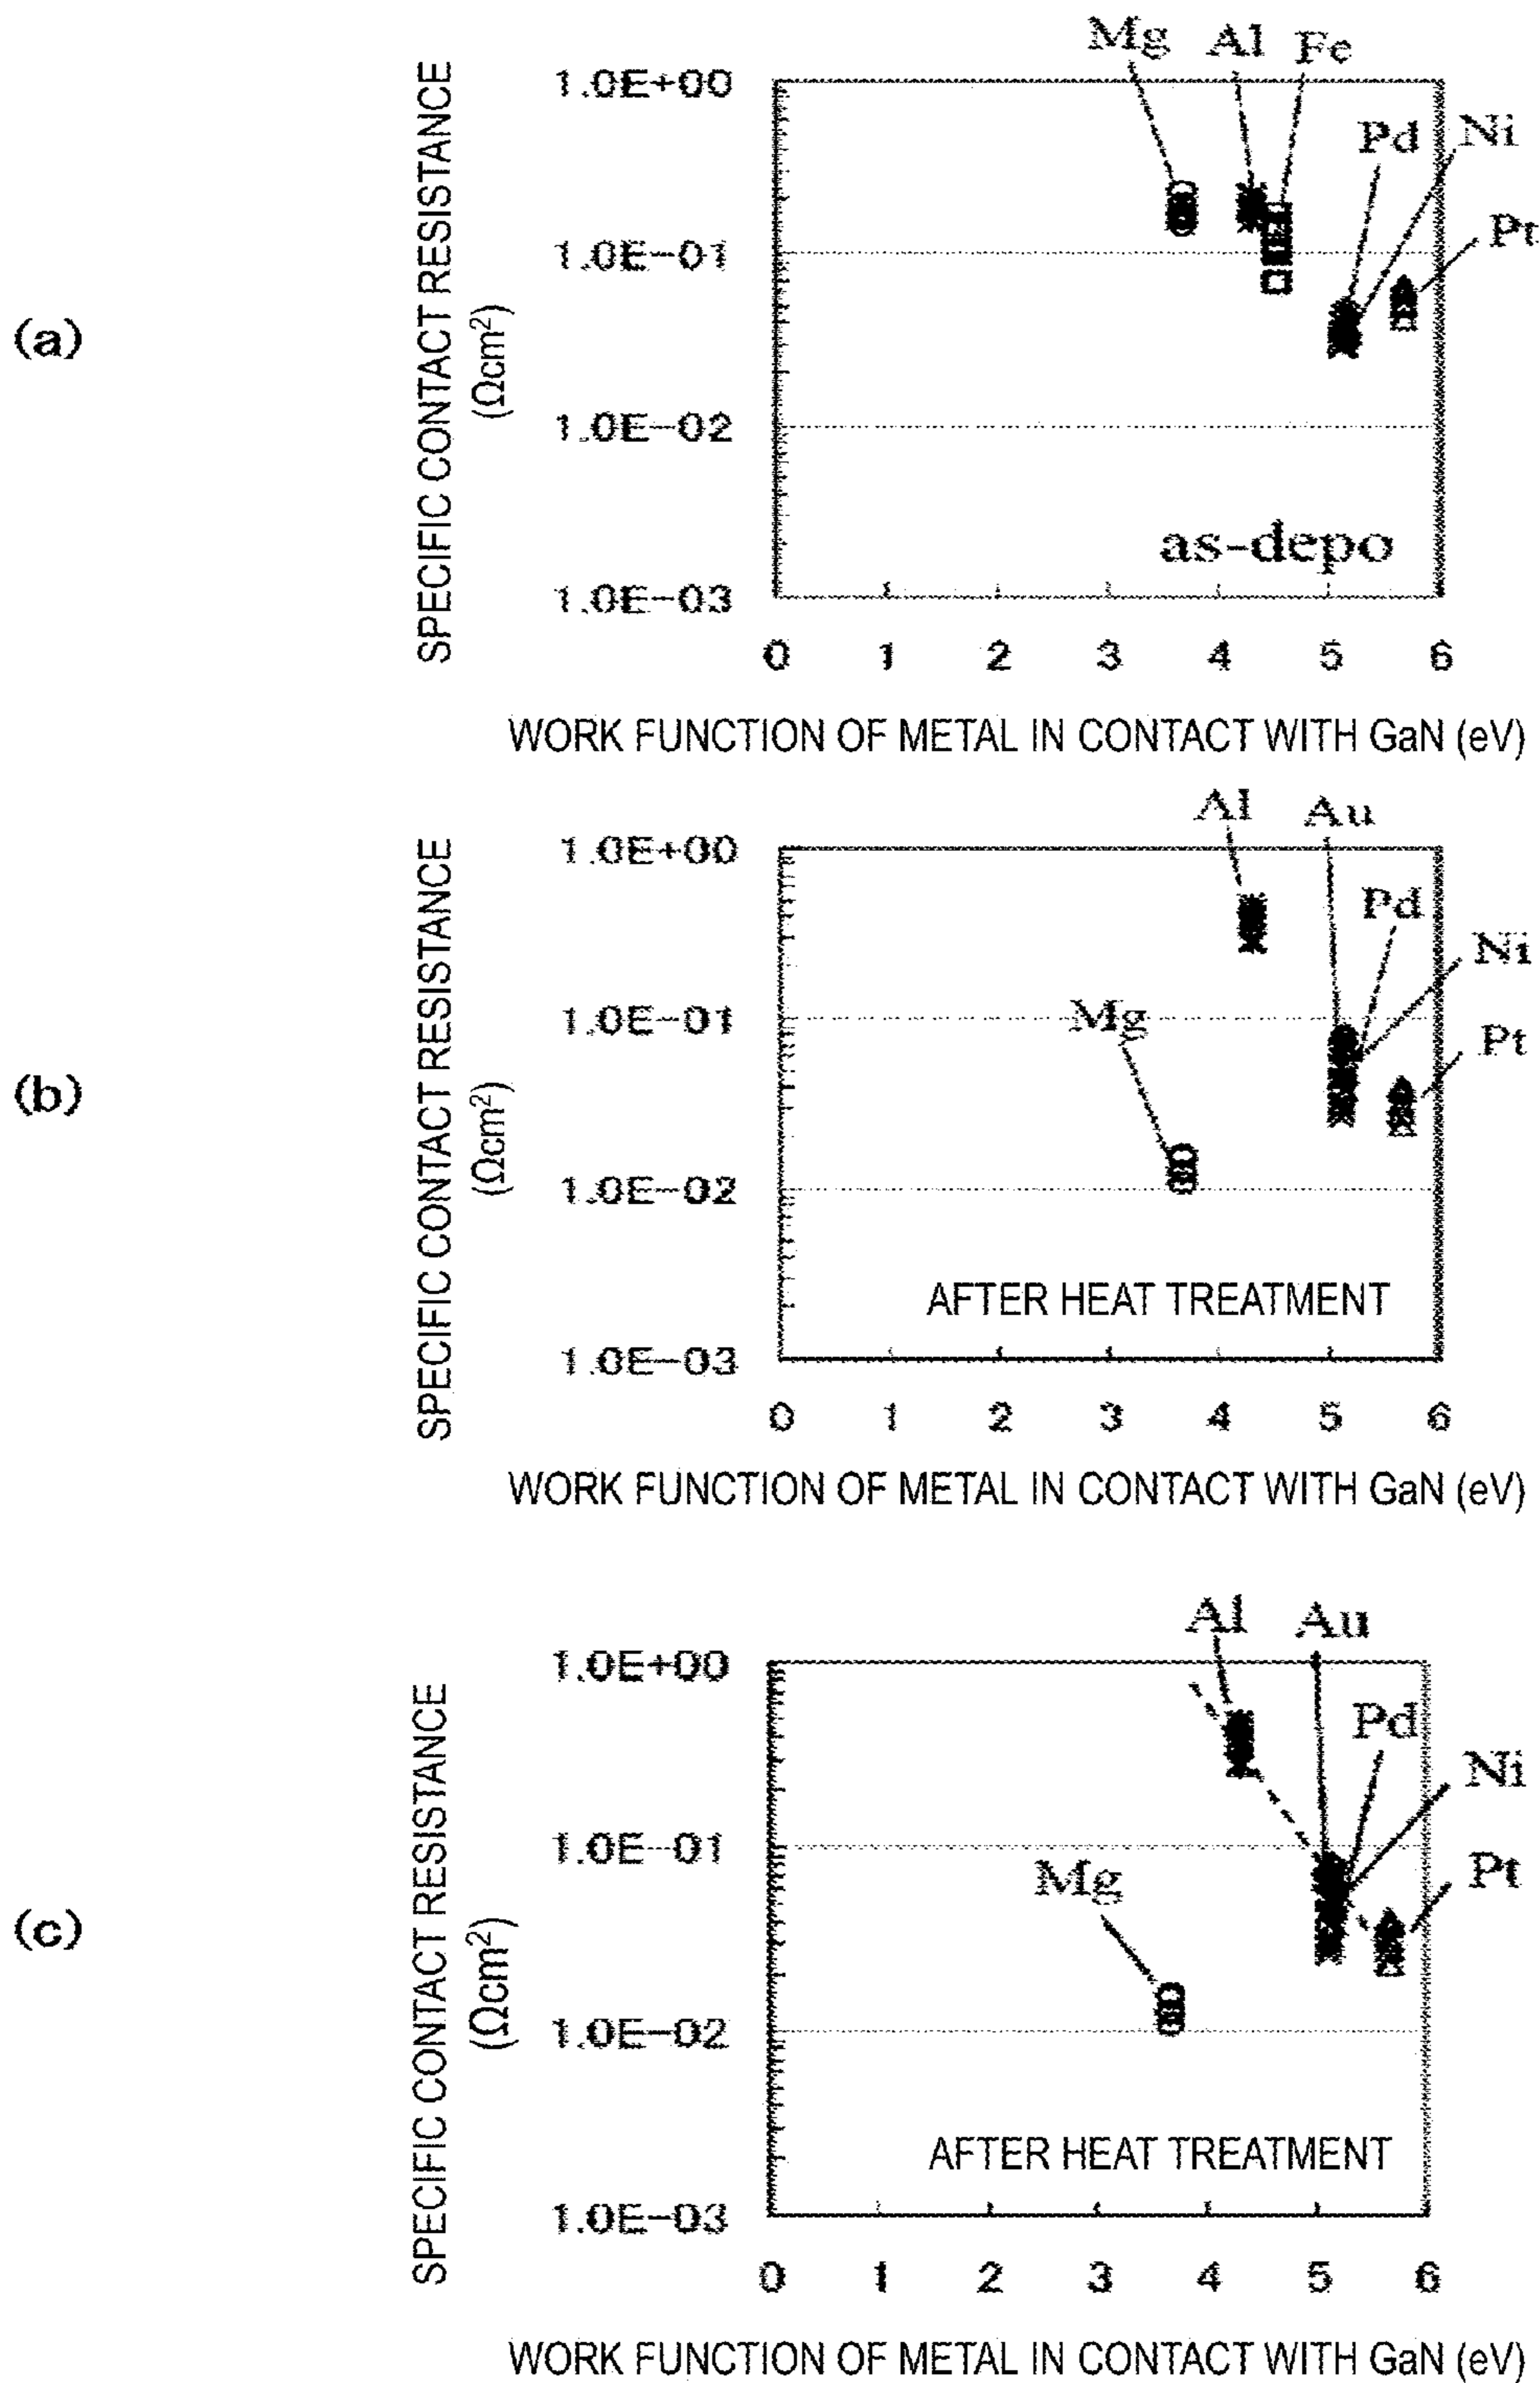 (a)
SPECIFIC CONTACT RESISTANCE
(Ωcm²)
Mg Al Fe
Pd Ni
Pt
1.0E+00
1.0E-01
1.0E-02
1.0E-03
as-depo
0 1 2 3 4 5 6
WORK FUNCTION OF METAL IN CONTACT WITH GaN (eV)
(b)
SPECIFIC CONTACT RESISTANCE
(Ωcm²)
Al Au
Pd
Ni
Mg
Pt
1.0E+00
1.0E-01
1.0E-02
1.0E-03
AFTER HEAT TREATMENT
0 1 2 3 4 5 6
WORK FUNCTION OF METAL IN CONTACT WITH GaN (eV)
(c)
SPECIFIC CONTACT RESISTANCE
(Ωcm²)
Al Au
Pd
Ni
Mg
Pt
1.0E+00
1.0E-01
1.0E-02
1.0E-03
AFTER HEAT TREATMENT
0 1 2 3 4 5 6
WORK FUNCTION OF METAL IN CONTACT WITH GaN (eV)